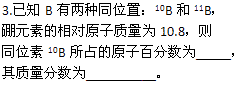 3.已知 B 有两种同位置：¹⁰B 和 ¹¹B,
硼元素的相对原子质量为 10.8，则
同位素 ¹⁰B 所占的原子百分数为_____,
其质量分数为__________。